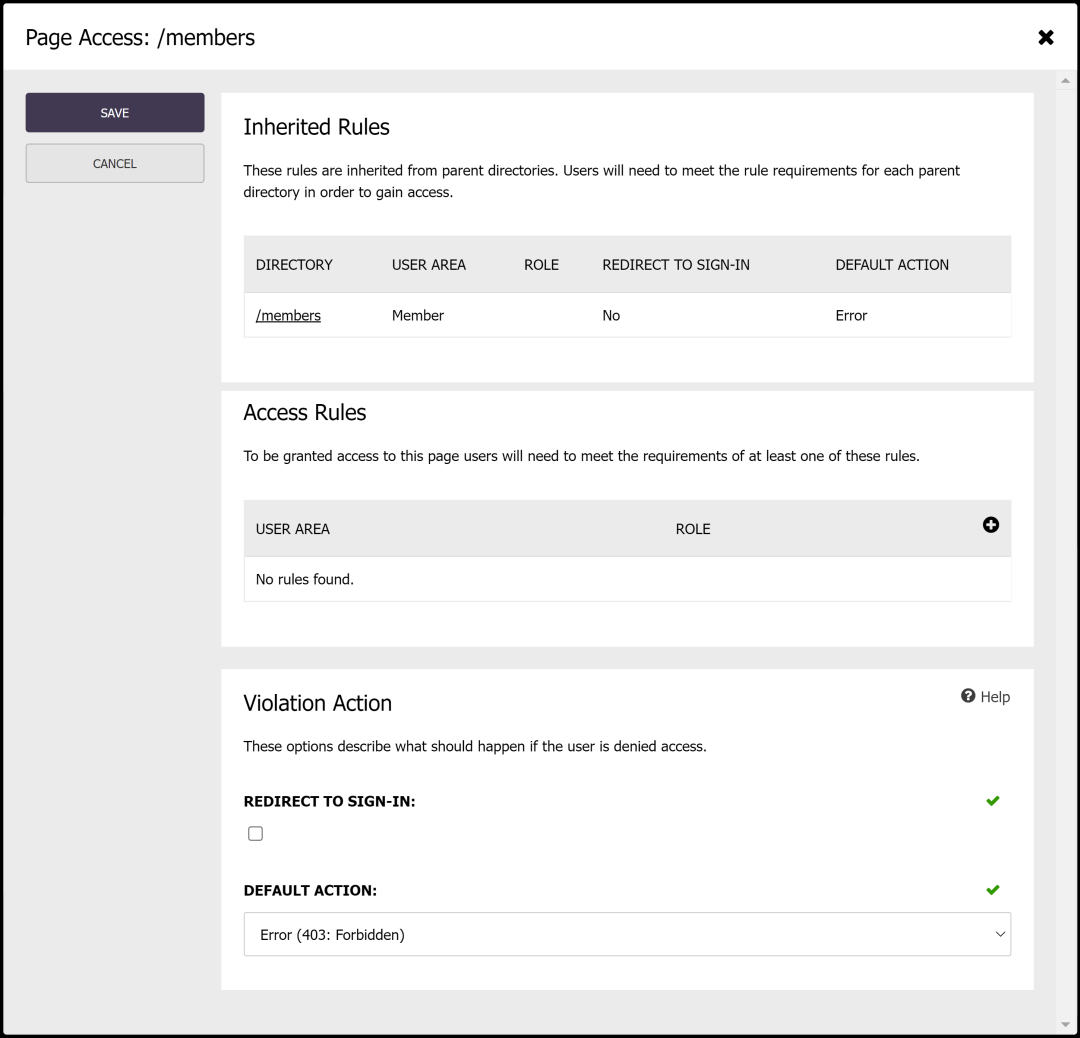 Page Access: /members
SAVE
CANCEL
Inherited Rules
These rules are inherited from parent directories. Users will need to meet the rule requirements for each parent
directory in order to gain access.
DIRECTORY USER AREA ROLE REDIRECT TO SIGN-IN DEFAULT ACTION
/members Member No Error
Access Rules
To be granted access to this page users will need to meet the requirements of at least one of these rules.
USER AREA ROLE
No rules found.
Violation Action
Help
These options describe what should happen if the user is denied access.
REDIRECT TO SIGN-IN:
DEFAULT ACTION:
Error (403: Forbidden)